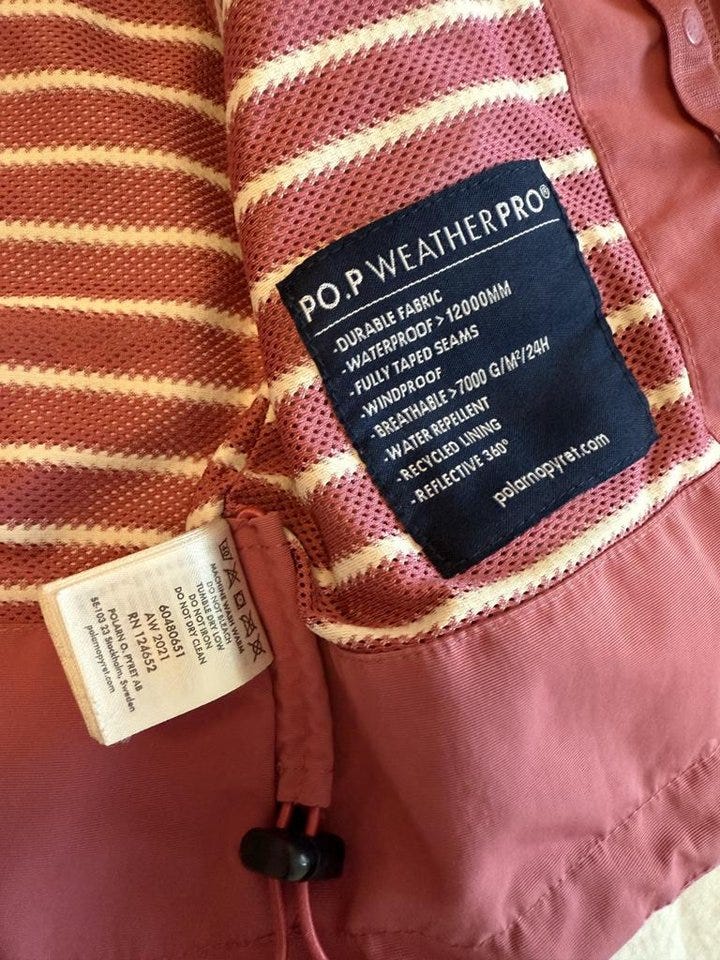 PO.P WEATHERPRO®
-DURABLE FABRIC
-WATERPROOF > 12000MM
-FULLY TAPED SEAMS
-WINDPROOF
-BREATHABLE > 7000 G/M²/24H
-WATER REPELLENT
-RECYCLED LINING
-REFLECTIVE 360°
polarnopyret.com
MACHINE WASH WARM
DO NOT BLEACH
TUMBLE DRY LOW
DO NOT IRON
DO NOT DRY CLEAN
60480651
AW 2021
RN 124652
POLARN O. PYRET AB
SE-103 23 Stockholm, Sweden
polarnopyret.com